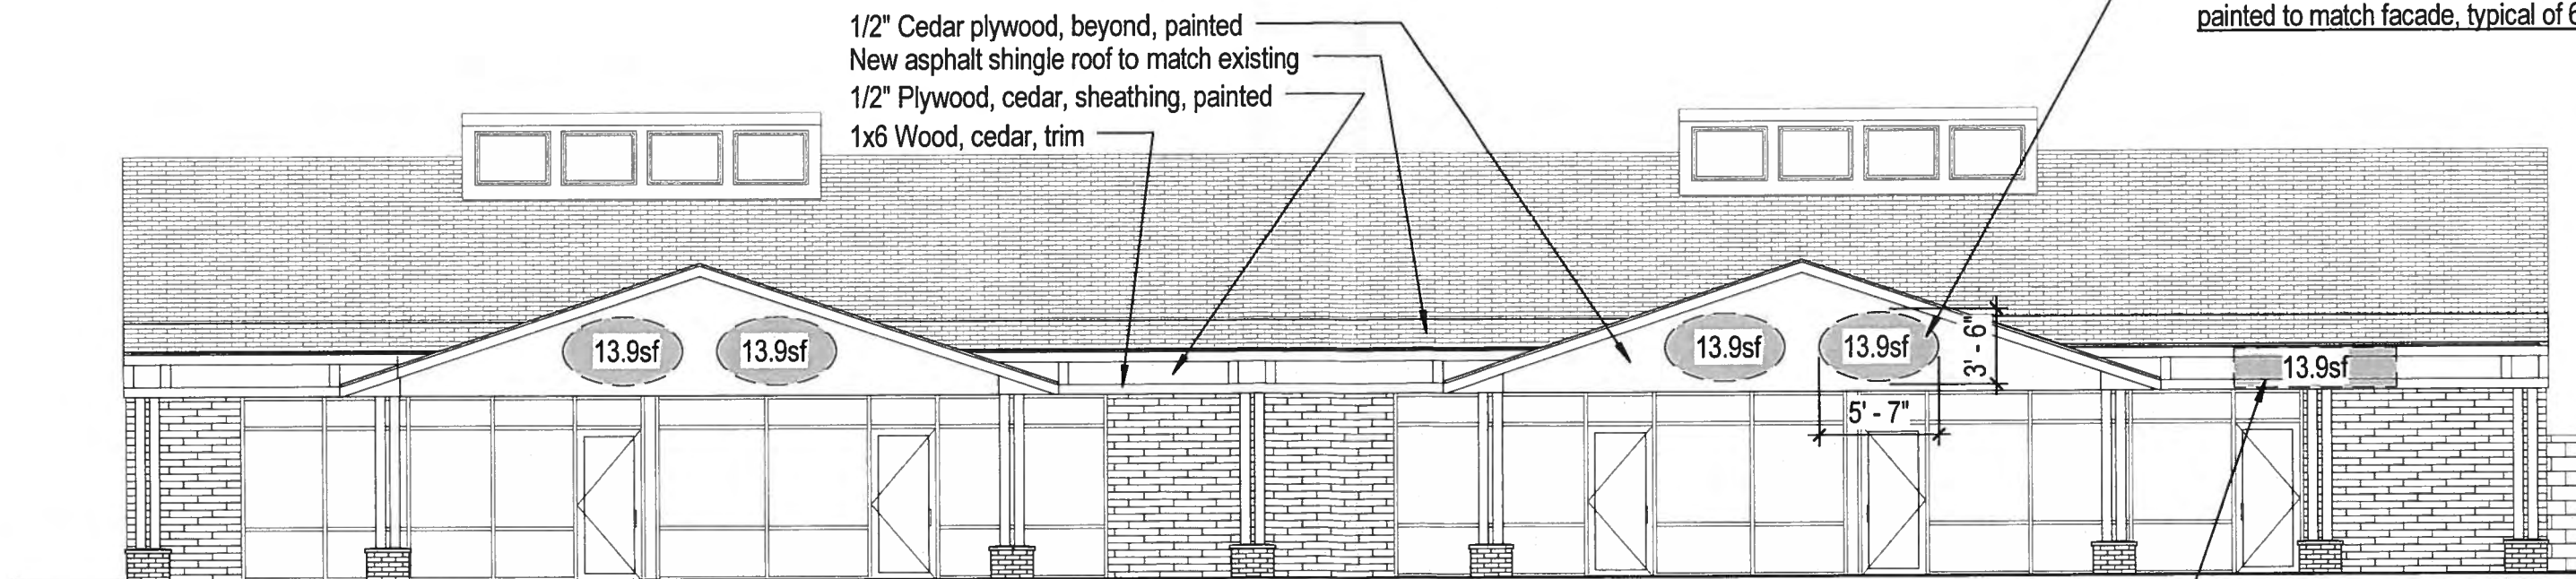 1/2" Cedar plywood, beyond, painted
New asphalt shingle roof to match existing
1/2" Plywood, cedar, sheathing, painted
1x6 Wood, cedar, trim
painted to match facade, typical of 6
13.9sf
13.9sf
13.9sf
13.9sf
3' - 6"
13.9sf
5' - 7"